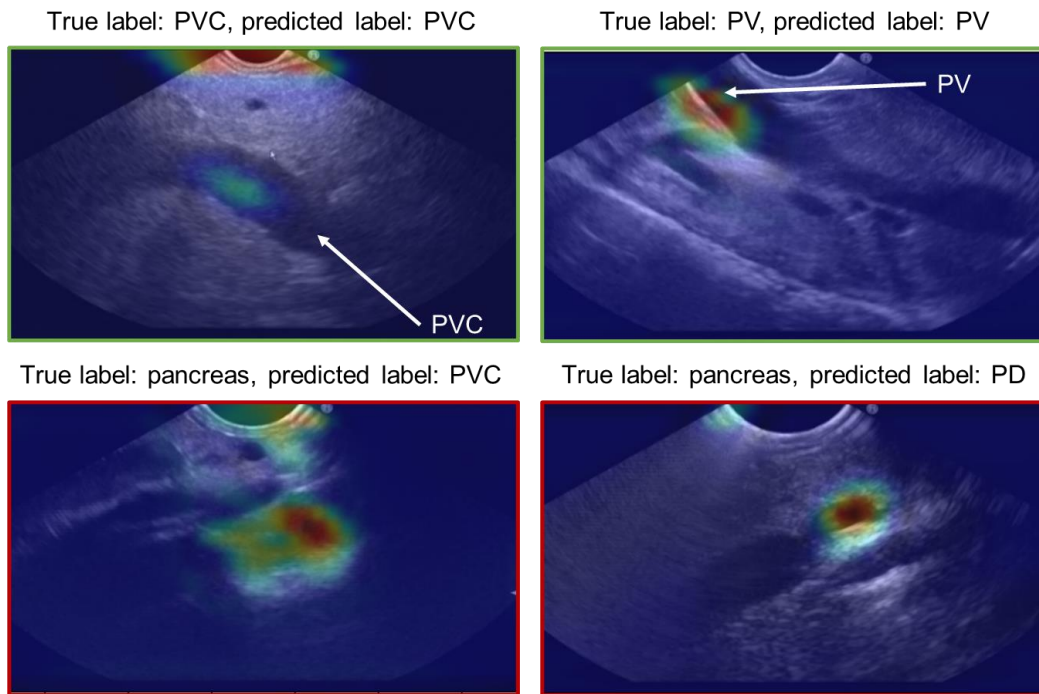 True label: PVC, predicted label: PVC
True label: PV, predicted label: PV
PV
PVC
True label: pancreas, predicted label: PVC
True label: pancreas, predicted label: PD